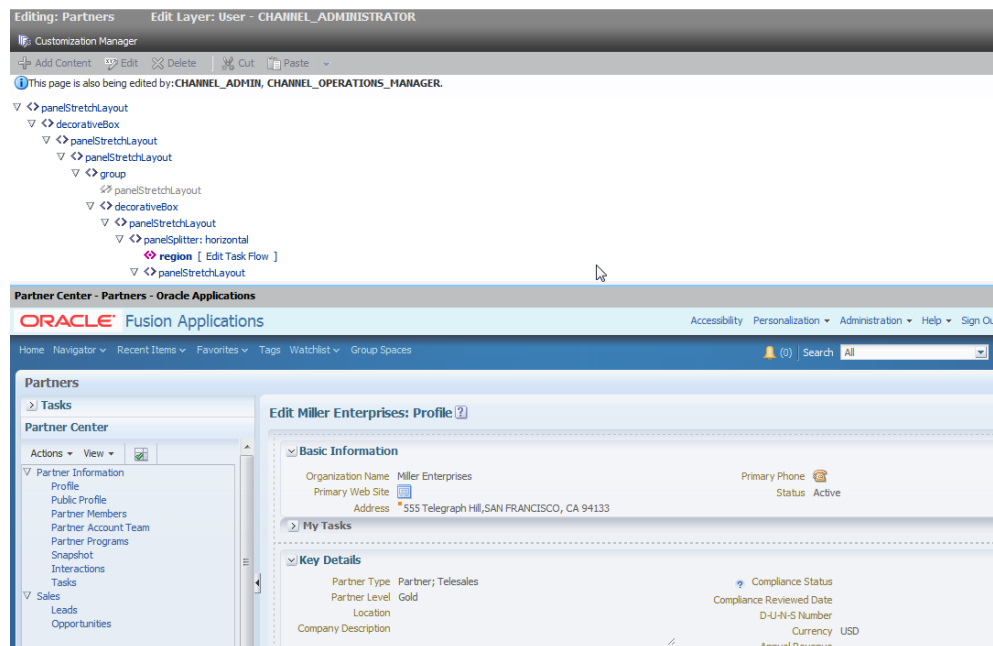 Editing: Partners Edit Layer: User - CHANNEL_ADMINISTRATOR
Customization Manager
Add Content Edit Delete Cut Paste
This page is also being edited by:CHANNEL_ADMIN, CHANNEL_OPERATIONS_MANAGER.
panelStretchLayout
decorativeBox
panelStretchLayout
panelStretchLayout
group
panelStretchLayout
decorativeBox
panelStretchLayout
panelSplitter: horizontal
region [ Edit Task Flow ]
panelStretchLayout
Partner Center - Partners - Oracle Applications
ORACLE Fusion Applications
Accessibility Personalization Administration Help Sign Ou
Home Navigator Recent Items Favorites Tags Watchlist Group Spaces (0) Search All
Partners
Tasks
Partner Center
Actions View
Partner Information
Profile
Public Profile
Partner Members
Partner Account Team
Partner Programs
Snapshot
Interactions
Tasks
Sales
Leads
Opportunities
Edit Miller Enterprises: Profile ?
Basic Information
Organization Name Miller Enterprises
Primary Web Site
Address *555 Telegraph Hill,SAN FRANCISCO, CA 94133
Primary Phone
Status Active
My Tasks
Key Details
Partner Type Partner; Telesales
Partner Level Gold
Location
Company Description
? Compliance Status
Compliance Reviewed Date
D-U-N-S Number
Currency USD
Annual Revenue